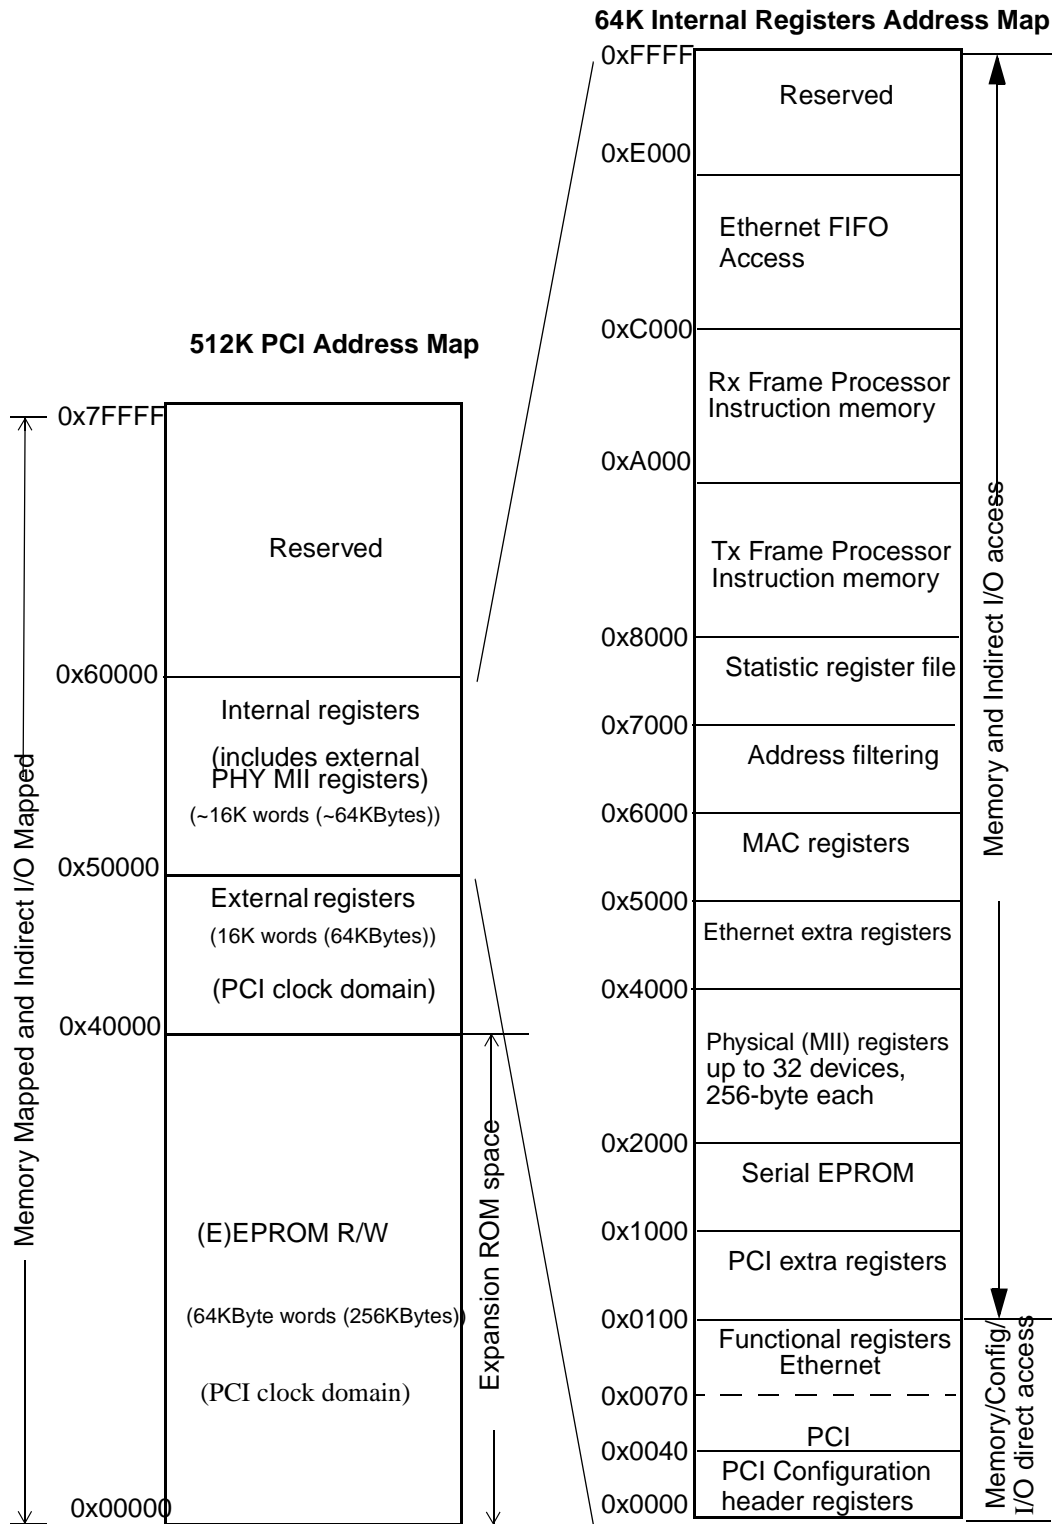 64K Internal Registers Address Map
0xFFFF
Reserved
0xE000
Ethernet FIFO
Access
0xC000
Rx Frame Processor
Instruction memory
0xA000
Tx Frame Processor
Instruction memory
0x8000
Statistic register file
0x7000
Address filtering
0x6000
MAC registers
0x5000
Ethernet extra registers
0x4000
Physical (MII) registers
up to 32 devices,
256-byte each
0x2000
Serial EPROM
0x1000
PCI extra registers
0x0100
Functional registers
Ethernet
0x0070
PCI
0x0040
PCI Configuration
header registers
0x0000
Memory and Indirect I/O access
Memory/Config/
I/O direct access
512K PCI Address Map
0x7FFFF
Reserved
0x60000
Internal registers
(includes external
PHY MII registers)
(~16K words (~64KBytes))
0x50000
External registers
(16K words (64KBytes))
(PCI clock domain)
0x40000
(E)EPROM R/W
(64KByte words (256KBytes))
(PCI clock domain)
0x00000
Memory Mapped and Indirect I/O Mapped
Expansion ROM space